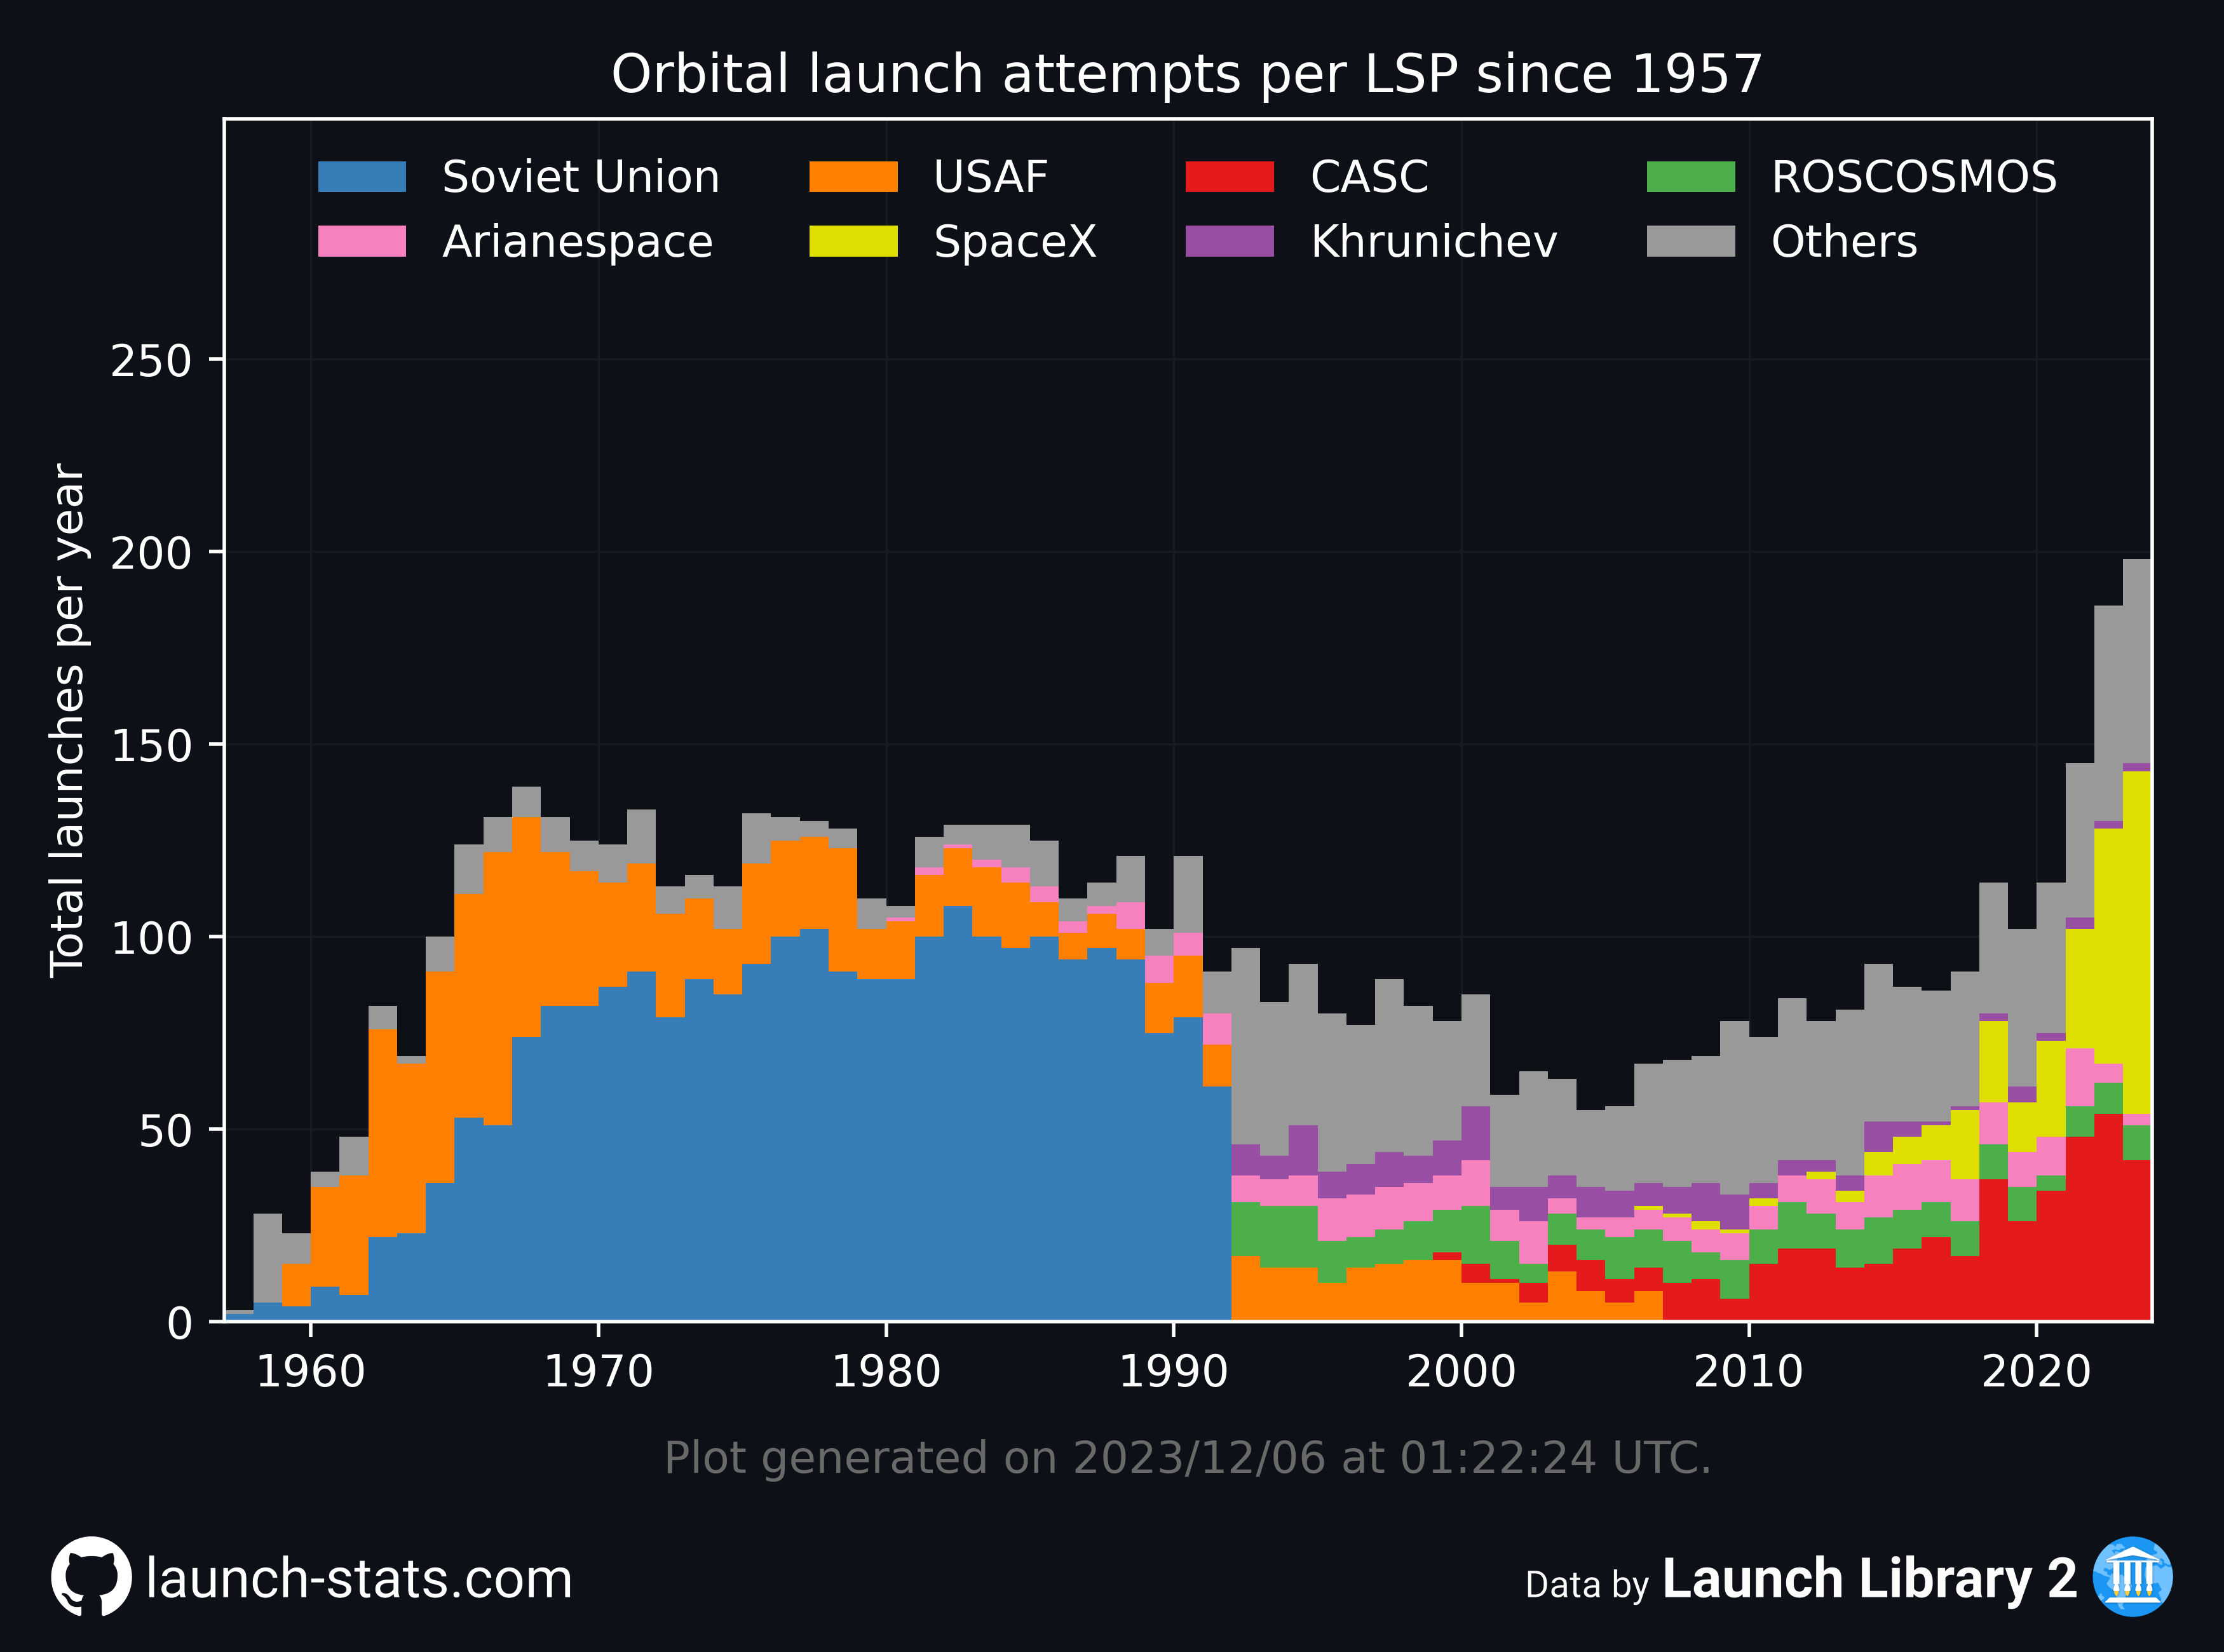 Orbital launch attempts per LSP since 1957
Soviet Union
USAF
CASC
ROSCOSMOS
Arianespace
SpaceX
Khrunichev
Others
Total launches per year
250
200
150
100
50
0
1960
1970
1980
1990
2000
2010
2020
Plot generated on 2023/12/06 at 01:22:24 UTC.
launch-stats.com
Data by Launch Library 2